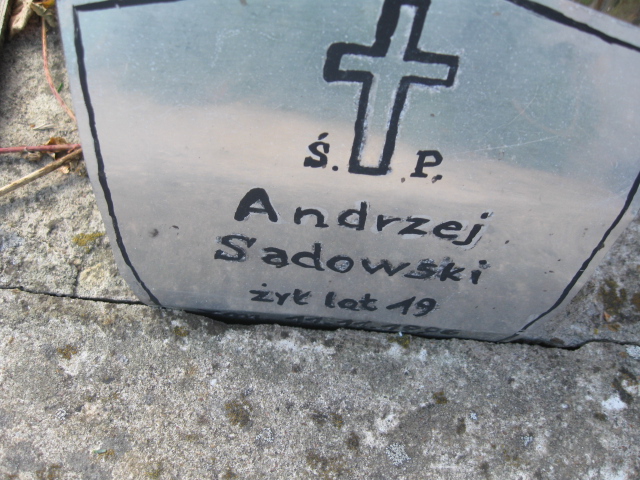 Ś. P.
Andrzej
Sadowski
żył lat 19